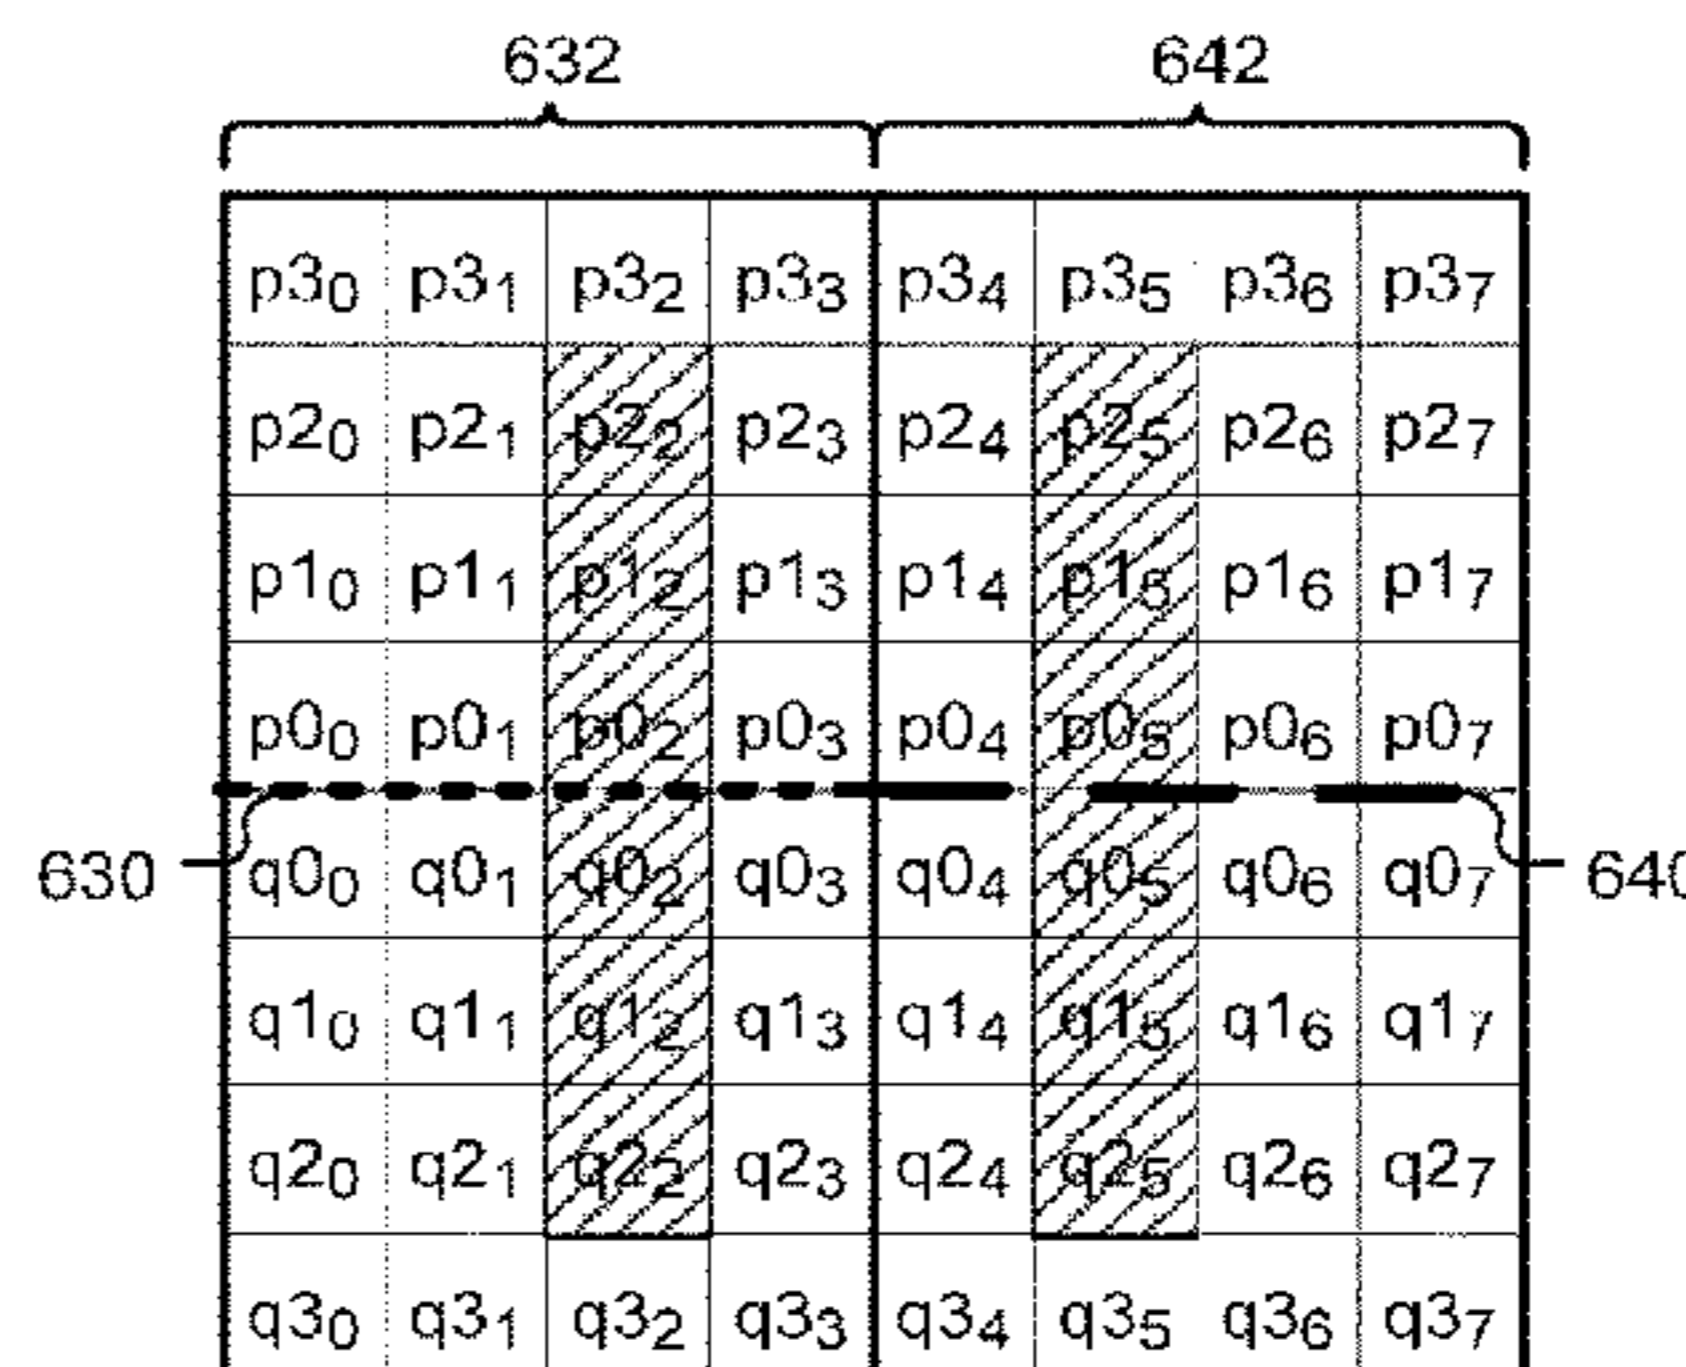 632 642
p3₀ p3₁ p3₂ p3₃ p3₄ p3₅ p3₆ p3₇
p2₀ p2₁ p2₂ p2₃ p2₄ p2₅ p2₆ p2₇
p1₀ p1₁ p1₂ p1₃ p1₄ p1₅ p1₆ p1₇
p0₀ p0₁ p0₂ p0₃ p0₄ p0₅ p0₆ p0₇
630 q0₀ q0₁ q0₂ q0₃ q0₄ q0₅ q0₆ q0₇ 640
q1₀ q1₁ q1₂ q1₃ q1₄ q1₅ q1₆ q1₇
q2₀ q2₁ q2₂ q2₃ q2₄ q2₅ q2₆ q2₇
q3₀ q3₁ q3₂ q3₃ q3₄ q3₅ q3₆ q3₇